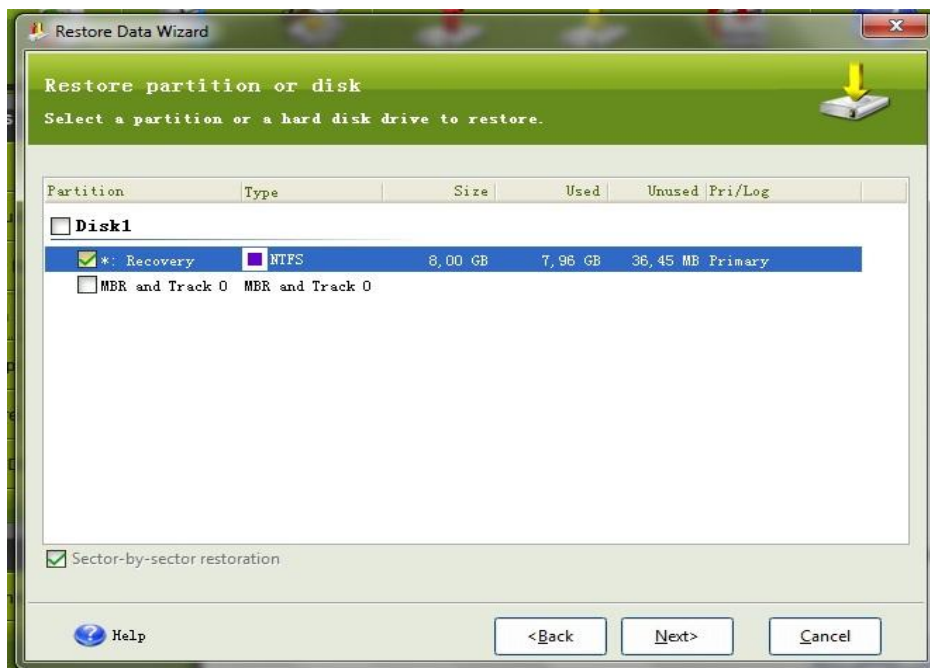 Restore Data Wizard
Restore partition or disk
Select a partition or a hard disk drive to restore.
Partition Type Size Used Unused Pri/Log
Disk1
*: Recovery NTFS 8,00 GB 7,96 GB 36,45 MB Primary
MBR and Track 0 MBR and Track 0
Sector-by-sector restoration
Help <Back Next> Cancel